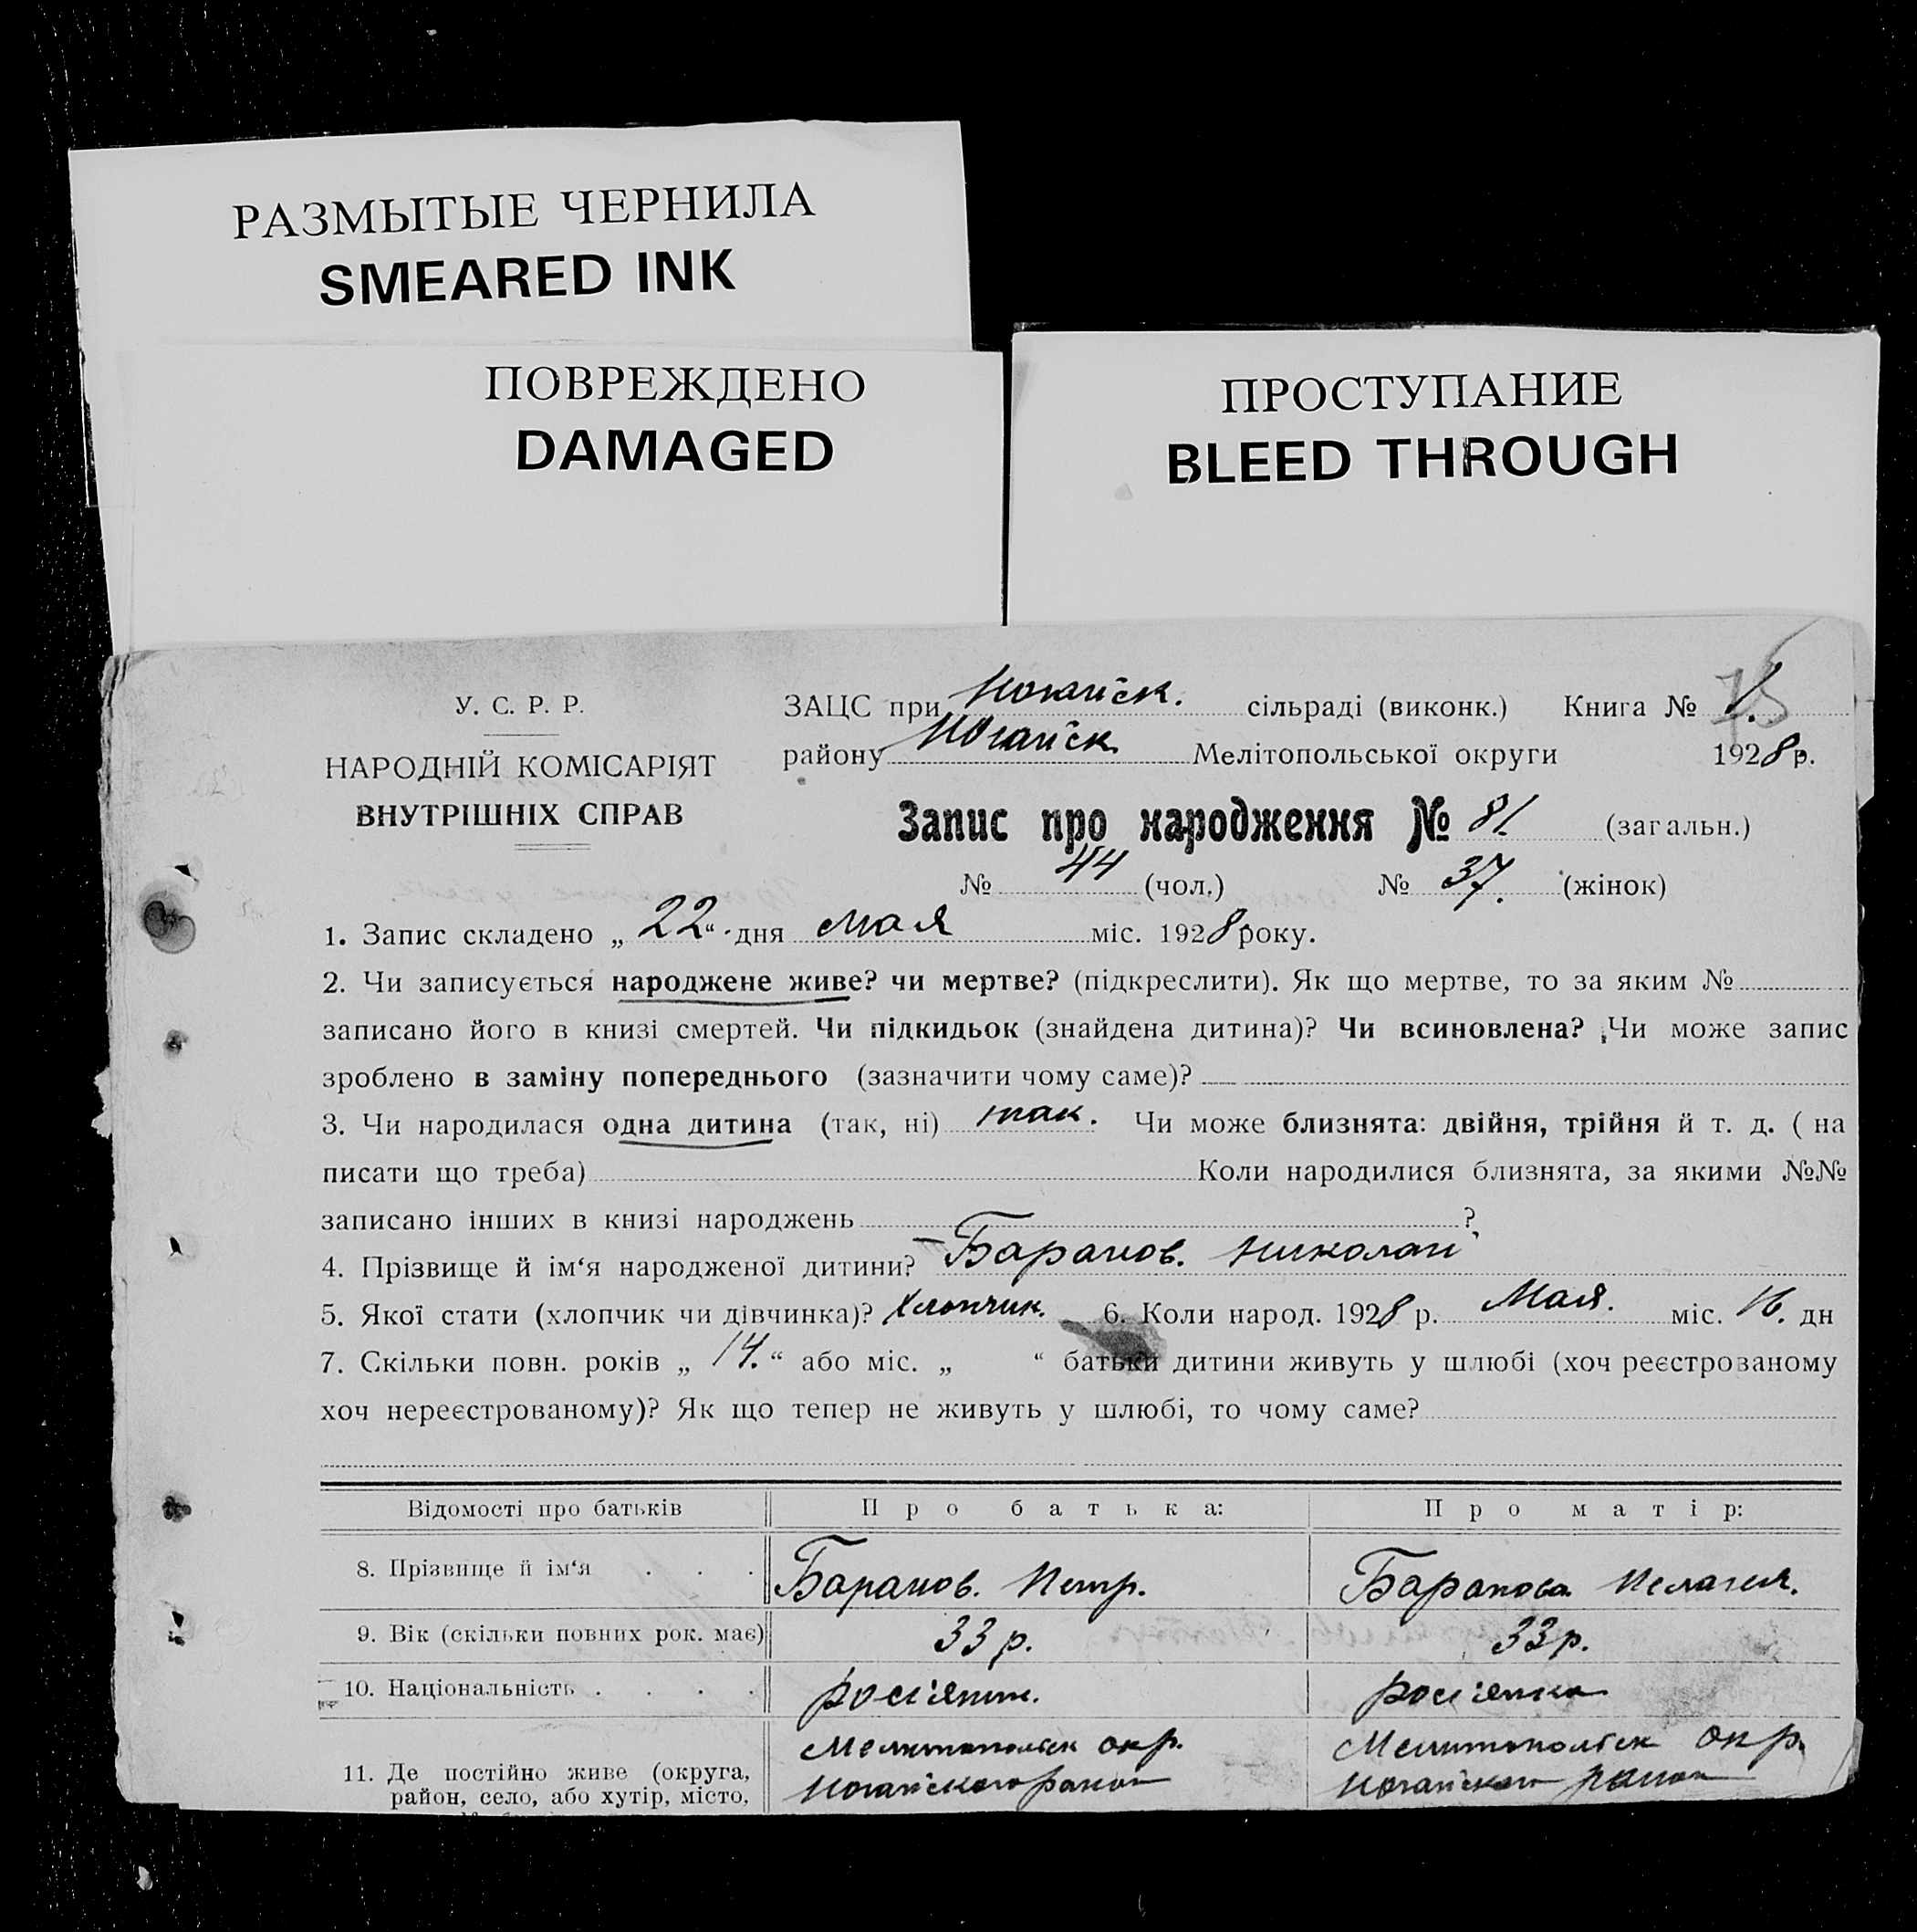 РАЗМЫТЫЕ ЧЕРНИЛА
SMEARED INK
ПОВРЕЖДЕНО
DAMAGED
ПРОСТУПАНИЕ
BLEED THROUGH
У. С. Р. Р.
НАРОДНІЙ КОМІСАРІЯТ
ВНУТРІШНІХ СПРАВ
ЗАЦС при Ногайськ. сільраді (виконк.) Книга № 1.
району Ногайськ Мелітопольської округи 1928 р.
Запис про народження № 81. (загальн.)
№ 44 (чол.) № 37. (жінок)
1. Запис складено „ 22 “ дня мая міс. 1928 року.
2. Чи записується народжене живе? чи мертве? (підкреслити). Як що мертве, то за яким №
записано його в книзі смертей. Чи підкидьок (знайдена дитина)? Чи всиновлена? Чи може запис
зроблено в заміну попереднього (зазначити чому саме)? —
3. Чи народилася одна дитина (так, ні) так. Чи може близнята: двійня, трійня й т. д. ( на
писати що треба) Коли народилися близнята, за якими №№
записано інших в книзі народжень ?
4. Прізвище й ім‘я народженої дитини? Баранов. Николай
5. Якої стати (хлопчик чи дівчинка)? Хлопчик. 6. Коли народ. 1928 р. Мая. міс. 16. дн
7. Скільки повн. років „ 14. “ або міс. „ “ батьки дитини живуть у шлюбі (хоч реєстрованому
хоч нереєстрованому)? Як що тепер не живуть у шлюбі, то чому саме?
Відомості про батьків Про батька: Про матір:
8. Прізвище й ім‘я . . . Баранов. Петр. Баранова Пелагея.
9. Вік (скільки повних рок. має) 33 р. 33 р.
10. Національність . . . . росіянин. росіянка
11. Де постійно живе (округа, Мелитопольск окр. Мелитопольск окр.
район, село, або хутір, місто, Ногайского района Ногайского района